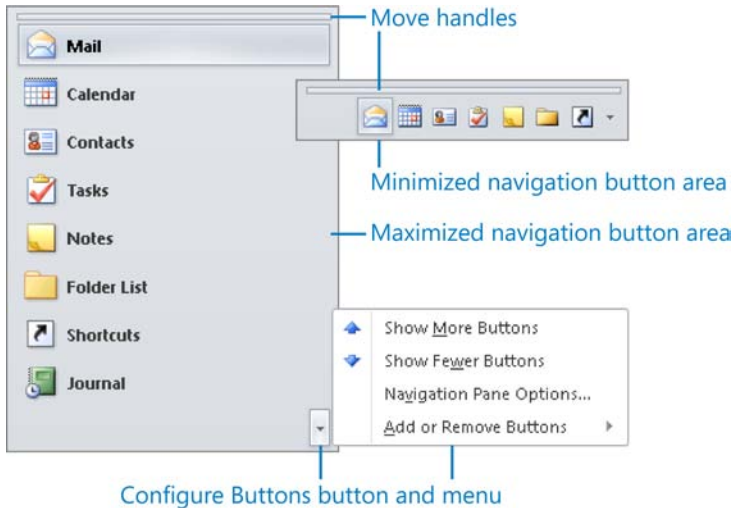 Move handles
Mail
Calendar
Contacts
Minimized navigation button area
Tasks
Maximized navigation button area
Notes
Folder List
Shortcuts
Journal
Show More Buttons
Show Fewer Buttons
Navigation Pane Options...
Add or Remove Buttons
Configure Buttons button and menu